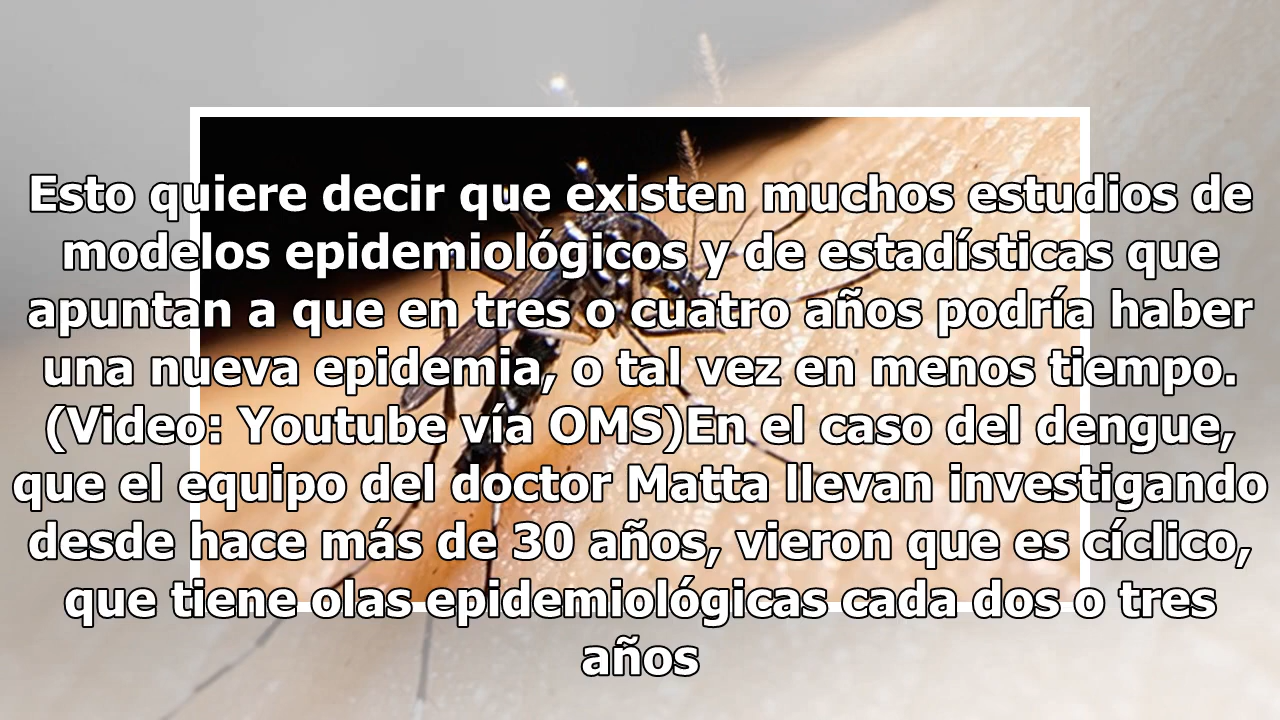 Esto quiere decir que existen muchos estudios de
modelos epidemiológicos y de estadísticas que
apuntan a que en tres o cuatro años podría haber
una nueva epidemia, o tal vez en menos tiempo.
(Video: Youtube vía OMS)En el caso del dengue,
que el equipo del doctor Matta llevan investigando
desde hace más de 30 años, vieron que es cíclico,
que tiene olas epidemiológicas cada dos o tres
años